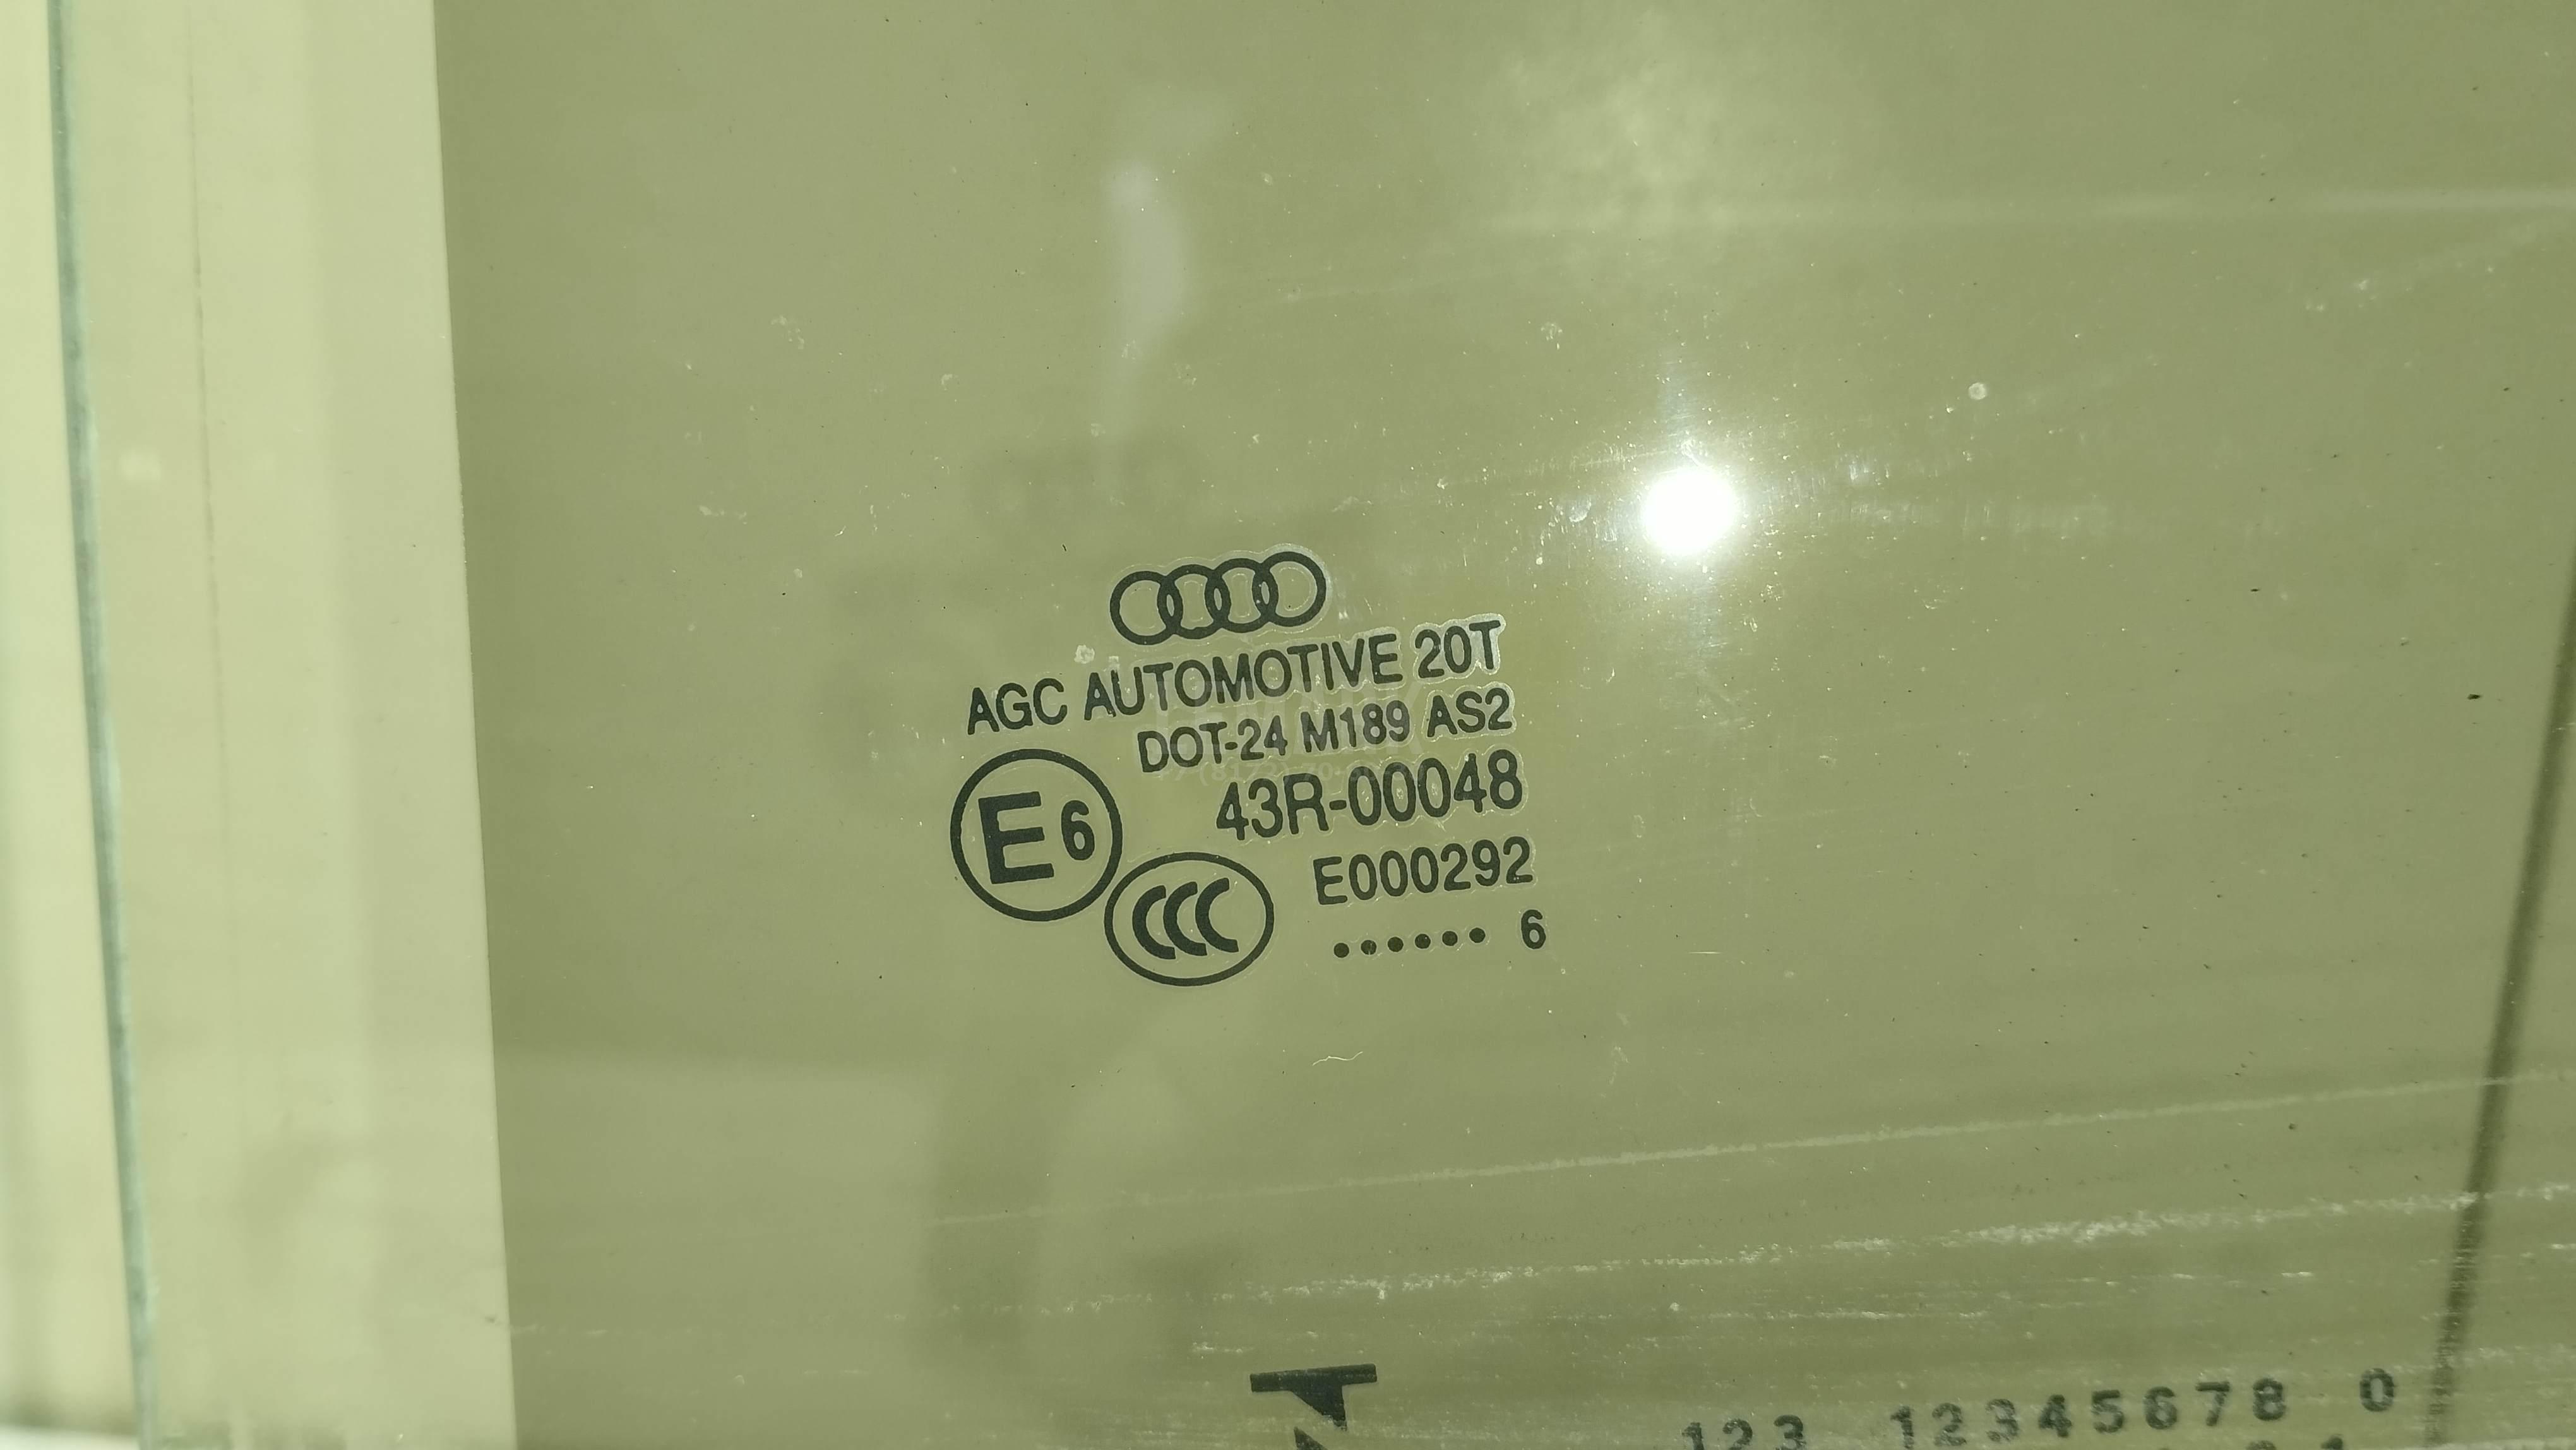 AGC AUTOMOTIVE 20T
DOT-24 M189 AS2
43R-00048
E6
E000292
CCC
•••••• 6
123 12345678 0